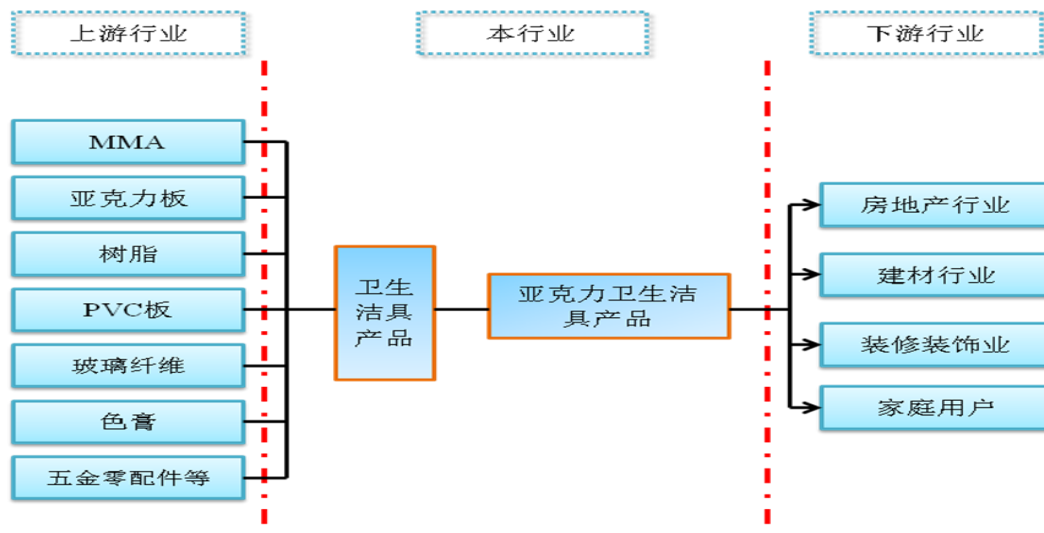 上游行业
本行业
下游行业
MMA
亚克力板
树脂
PVC板
玻璃纤维
色膏
五金零配件等
卫生
洁具
产品
亚克力卫生洁
具产品
房地产行业
建材行业
装修装饰业
家庭用户